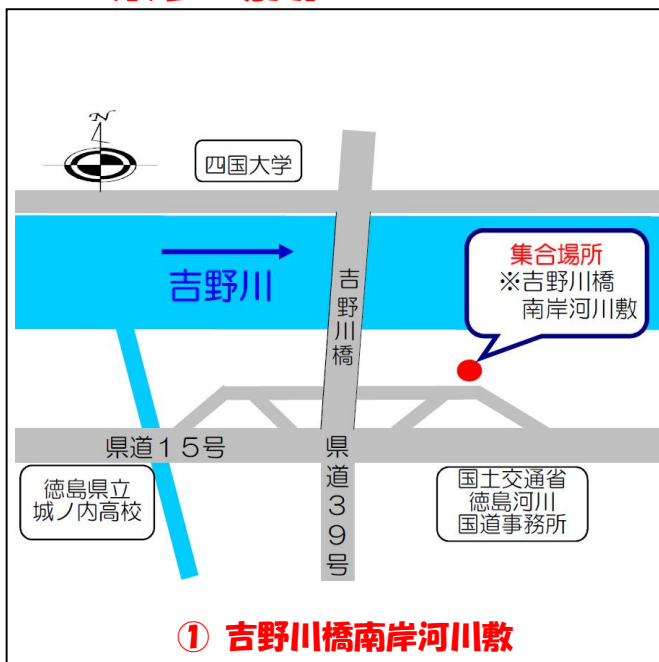 N
四国大学
吉野川
吉野川橋
集合場所
※吉野川橋
南岸河川敷
県道15号
県道39号
徳島県立
城ノ内高校
国土交通省
徳島河川
国道事務所
① 吉野川橋南岸河川敷